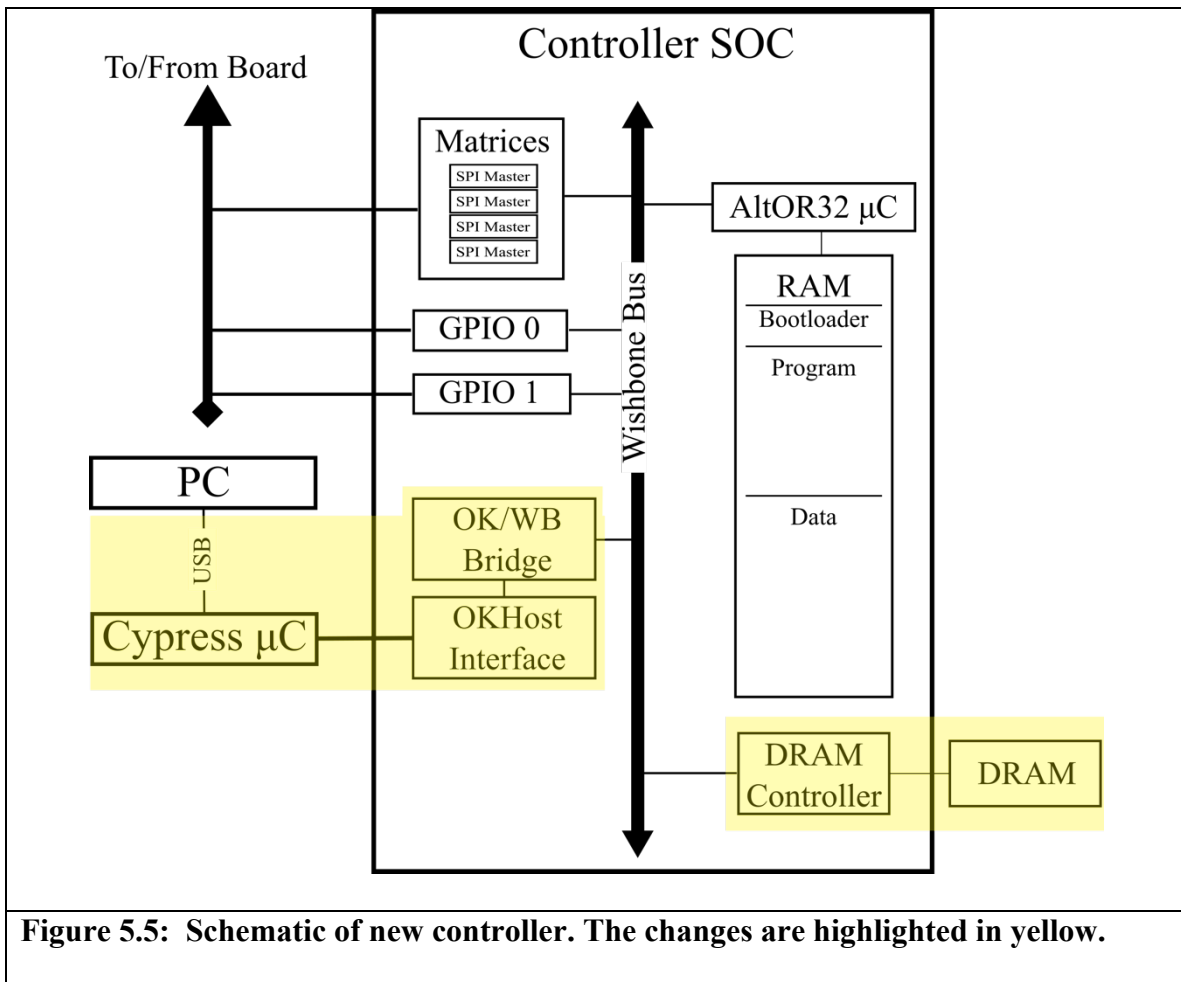 Controller SOC
To/From Board
Matrices
SPI Master
SPI Master
SPI Master
SPI Master
AltOR32 μC
RAM
Bootloader
Program
Data
GPIO 0
GPIO 1
Wishbone Bus
PC
USB
Cypress μC
OK/WB
Bridge
OKHost
Interface
DRAM
Controller
DRAM
Figure 5.5: Schematic of new controller. The changes are highlighted in yellow.